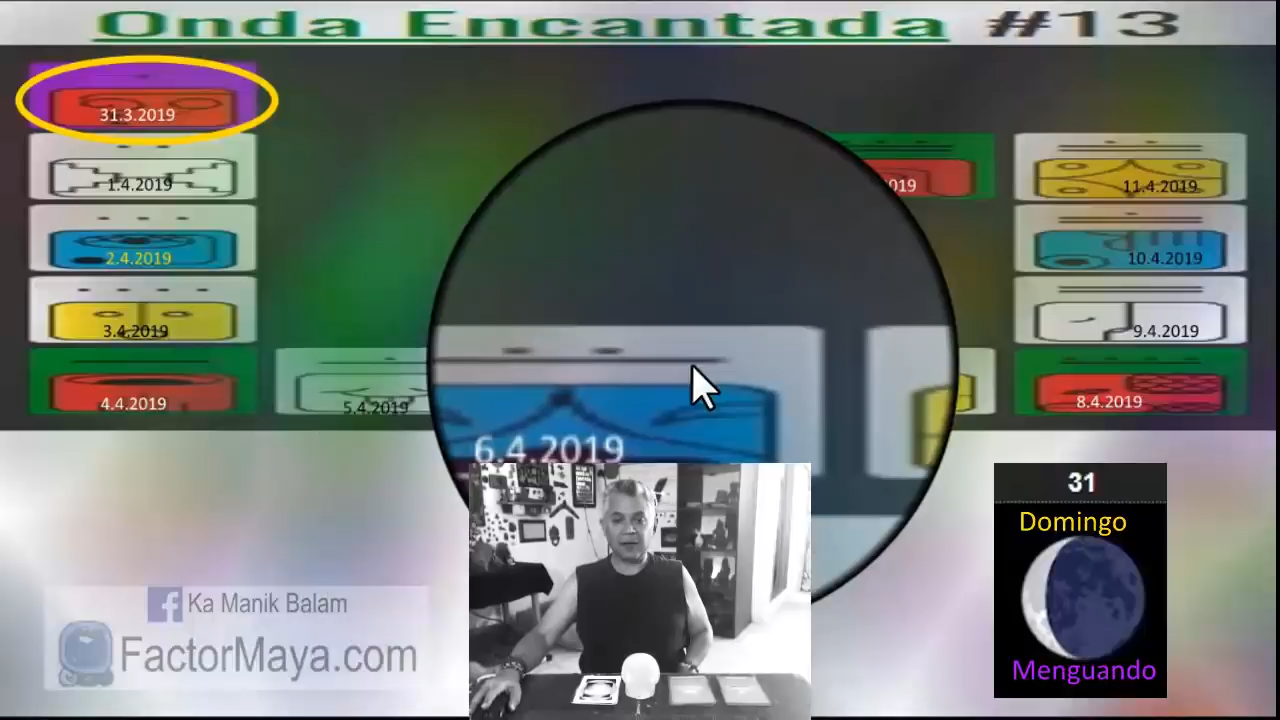 Onda Encantada #13
31.3.2019
1.4.2019
2.4.2019
3.4.2019
4.4.2019
5.4.2019
6.4.2019
019
11.4.2019
10.4.2019
9.4.2019
8.4.2019
31
Domingo
Menguando
Ka Manik Balam
FactorMaya.com